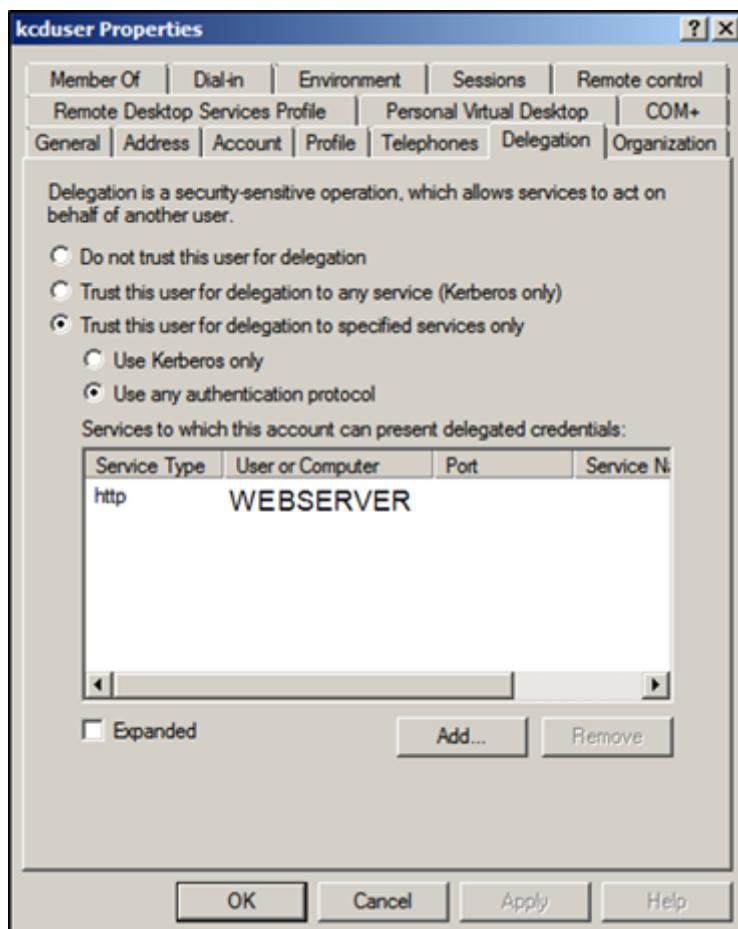 kcduser Properties
Member Of Dial-in Environment Sessions Remote control
Remote Desktop Services Profile Personal Virtual Desktop COM+
General Address Account Profile Telephones Delegation Organization
Delegation is a security-sensitive operation, which allows services to act on
behalf of another user.
Do not trust this user for delegation
Trust this user for delegation to any service (Kerberos only)
Trust this user for delegation to specified services only
Use Kerberos only
Use any authentication protocol
Services to which this account can present delegated credentials:
Service Type User or Computer Port Service Na
http WEBSERVER
Expanded Add... Remove
OK Cancel Apply Help